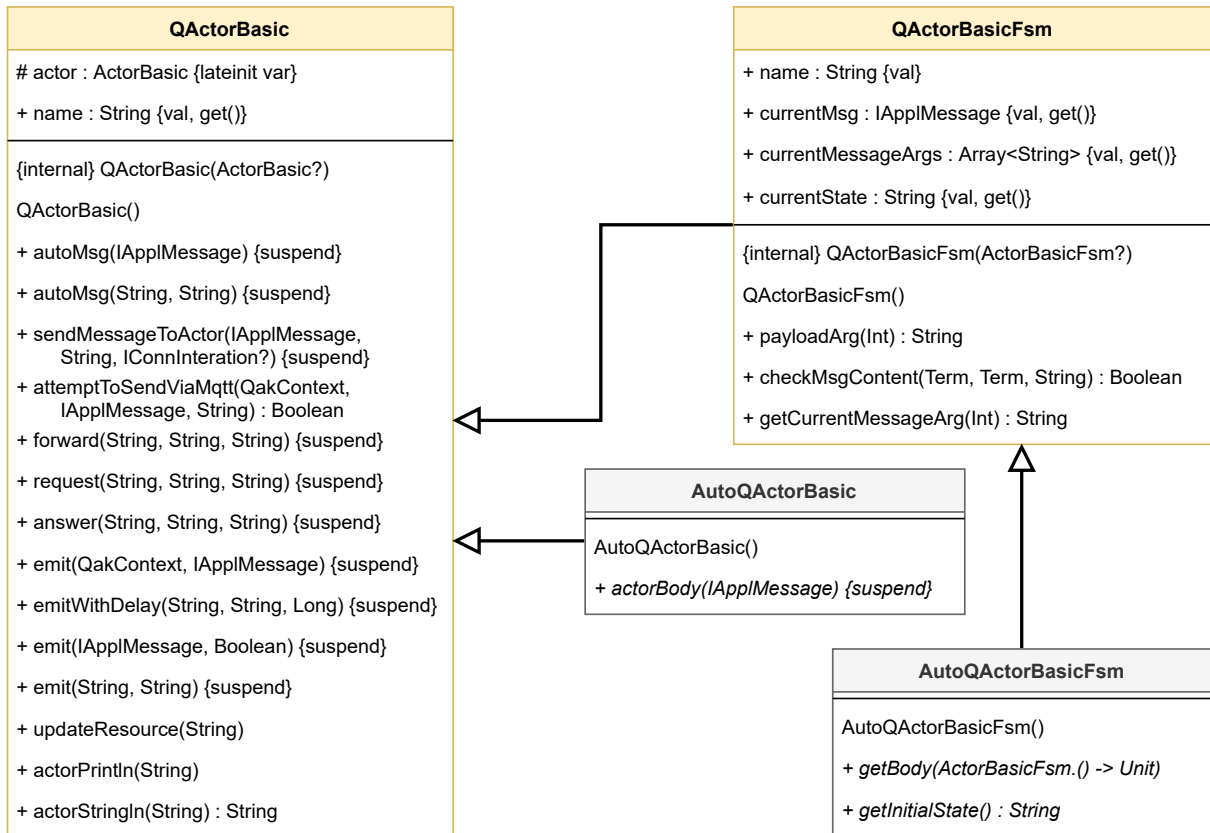 QActorBasic
# actor : ActorBasic {lateinit var}
+ name : String {val, get()}
{internal} QActorBasic(ActorBasic?)
QActorBasic()
+ autoMsg(IApplMessage) {suspend}
+ autoMsg(String, String) {suspend}
+ sendMessageToActor(IApplMessage,
String, IConnInteration?) {suspend}
+ attemptToSendViaMqtt(QakContext,
IApplMessage, String) : Boolean
+ forward(String, String, String) {suspend}
+ request(String, String, String) {suspend}
+ answer(String, String, String) {suspend}
+ emit(QakContext, IApplMessage) {suspend}
+ emitWithDelay(String, String, Long) {suspend}
+ emit(IApplMessage, Boolean) {suspend}
+ emit(String, String) {suspend}
+ updateResource(String)
+ actorPrintln(String)
+ actorStringln(String) : String
QActorBasicFsm
+ name : String {val}
+ currentMsg : IApplMessage {val, get()}
+ currentMessageArgs : Array<String> {val, get()}
+ currentState : String {val, get()}
{internal} QActorBasicFsm(ActorBasicFsm?)
QActorBasicFsm()
+ payloadArg(Int) : String
+ checkMsgContent(Term, Term, String) : Boolean
+ getCurrentMessageArg(Int) : String
AutoQActorBasic
AutoQActorBasic()
+ actorBody(IApplMessage) {suspend}
AutoQActorBasicFsm
AutoQActorBasicFsm()
+ getBody(ActorBasicFsm.() -> Unit)
+ getInitialState() : String